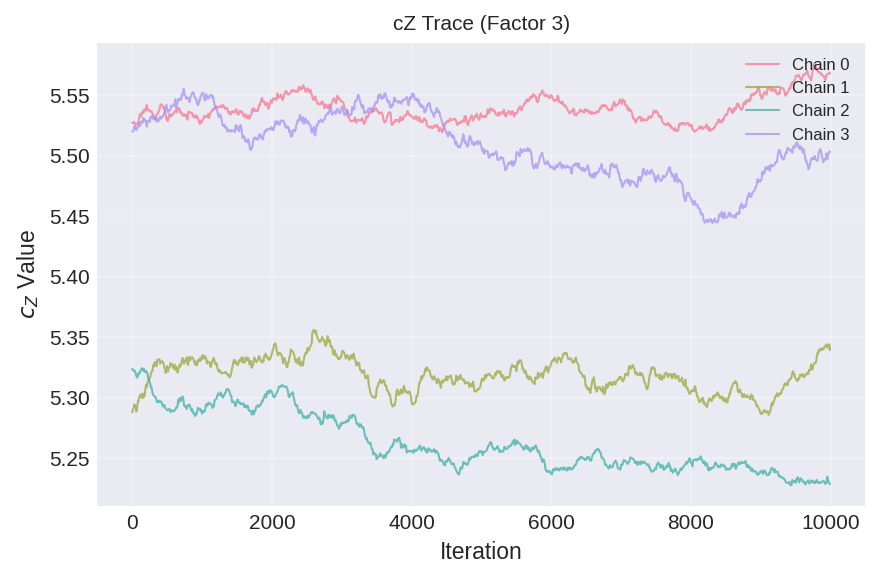 cZ Trace (Factor 3)
Chain 0
Chain 1
Chain 2
Chain 3
5.55
5.50
5.45
5.40
5.35
5.30
5.25
c_Z Value
0 2000 4000 6000 8000 10000
Iteration